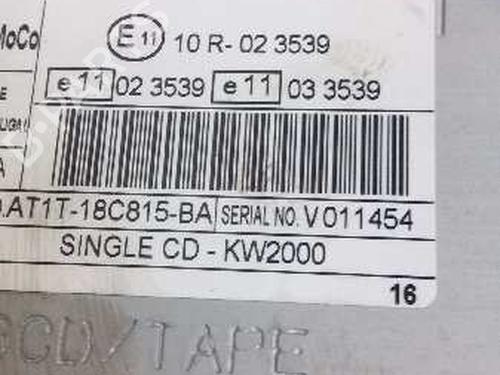 MoCo
E 11 10 R- 02 3539
e 11 02 3539 e 11 03 3539
AT1T-18C815-BA SERIAL NO. V 011454
SINGLE CD - KW2000
16
CD/TAPE